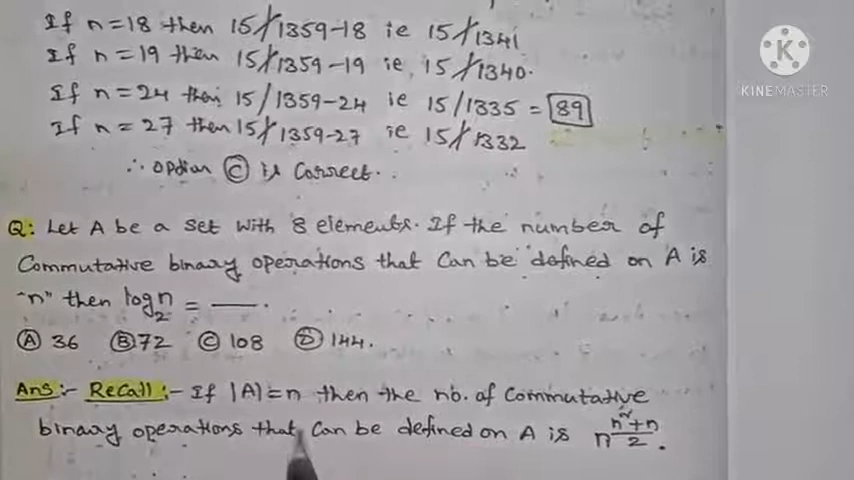 If n=18 then 15∤1359-18 ie 15∤1341
If n=19 then 15∤1359-19 ie, 15∤1340.
If n=24 then 15/1359-24 ie 15/1335 = 89
If n=27 then 15∤1359-27 ie 15∤1332
∴ option Ⓒ is correct.
Q: Let A be a set with 8 elements. If the number of
Commutative binary operations that can be defined on A is
"n" then log₂n = ___.
Ⓐ 36 Ⓑ 72 Ⓒ 108 Ⓓ 144.
Ans:- Recall:- If |A|=n then the no. of commutative
binary operations that can be defined on A is n^((n²+n)/2).
K
KINEMASTER